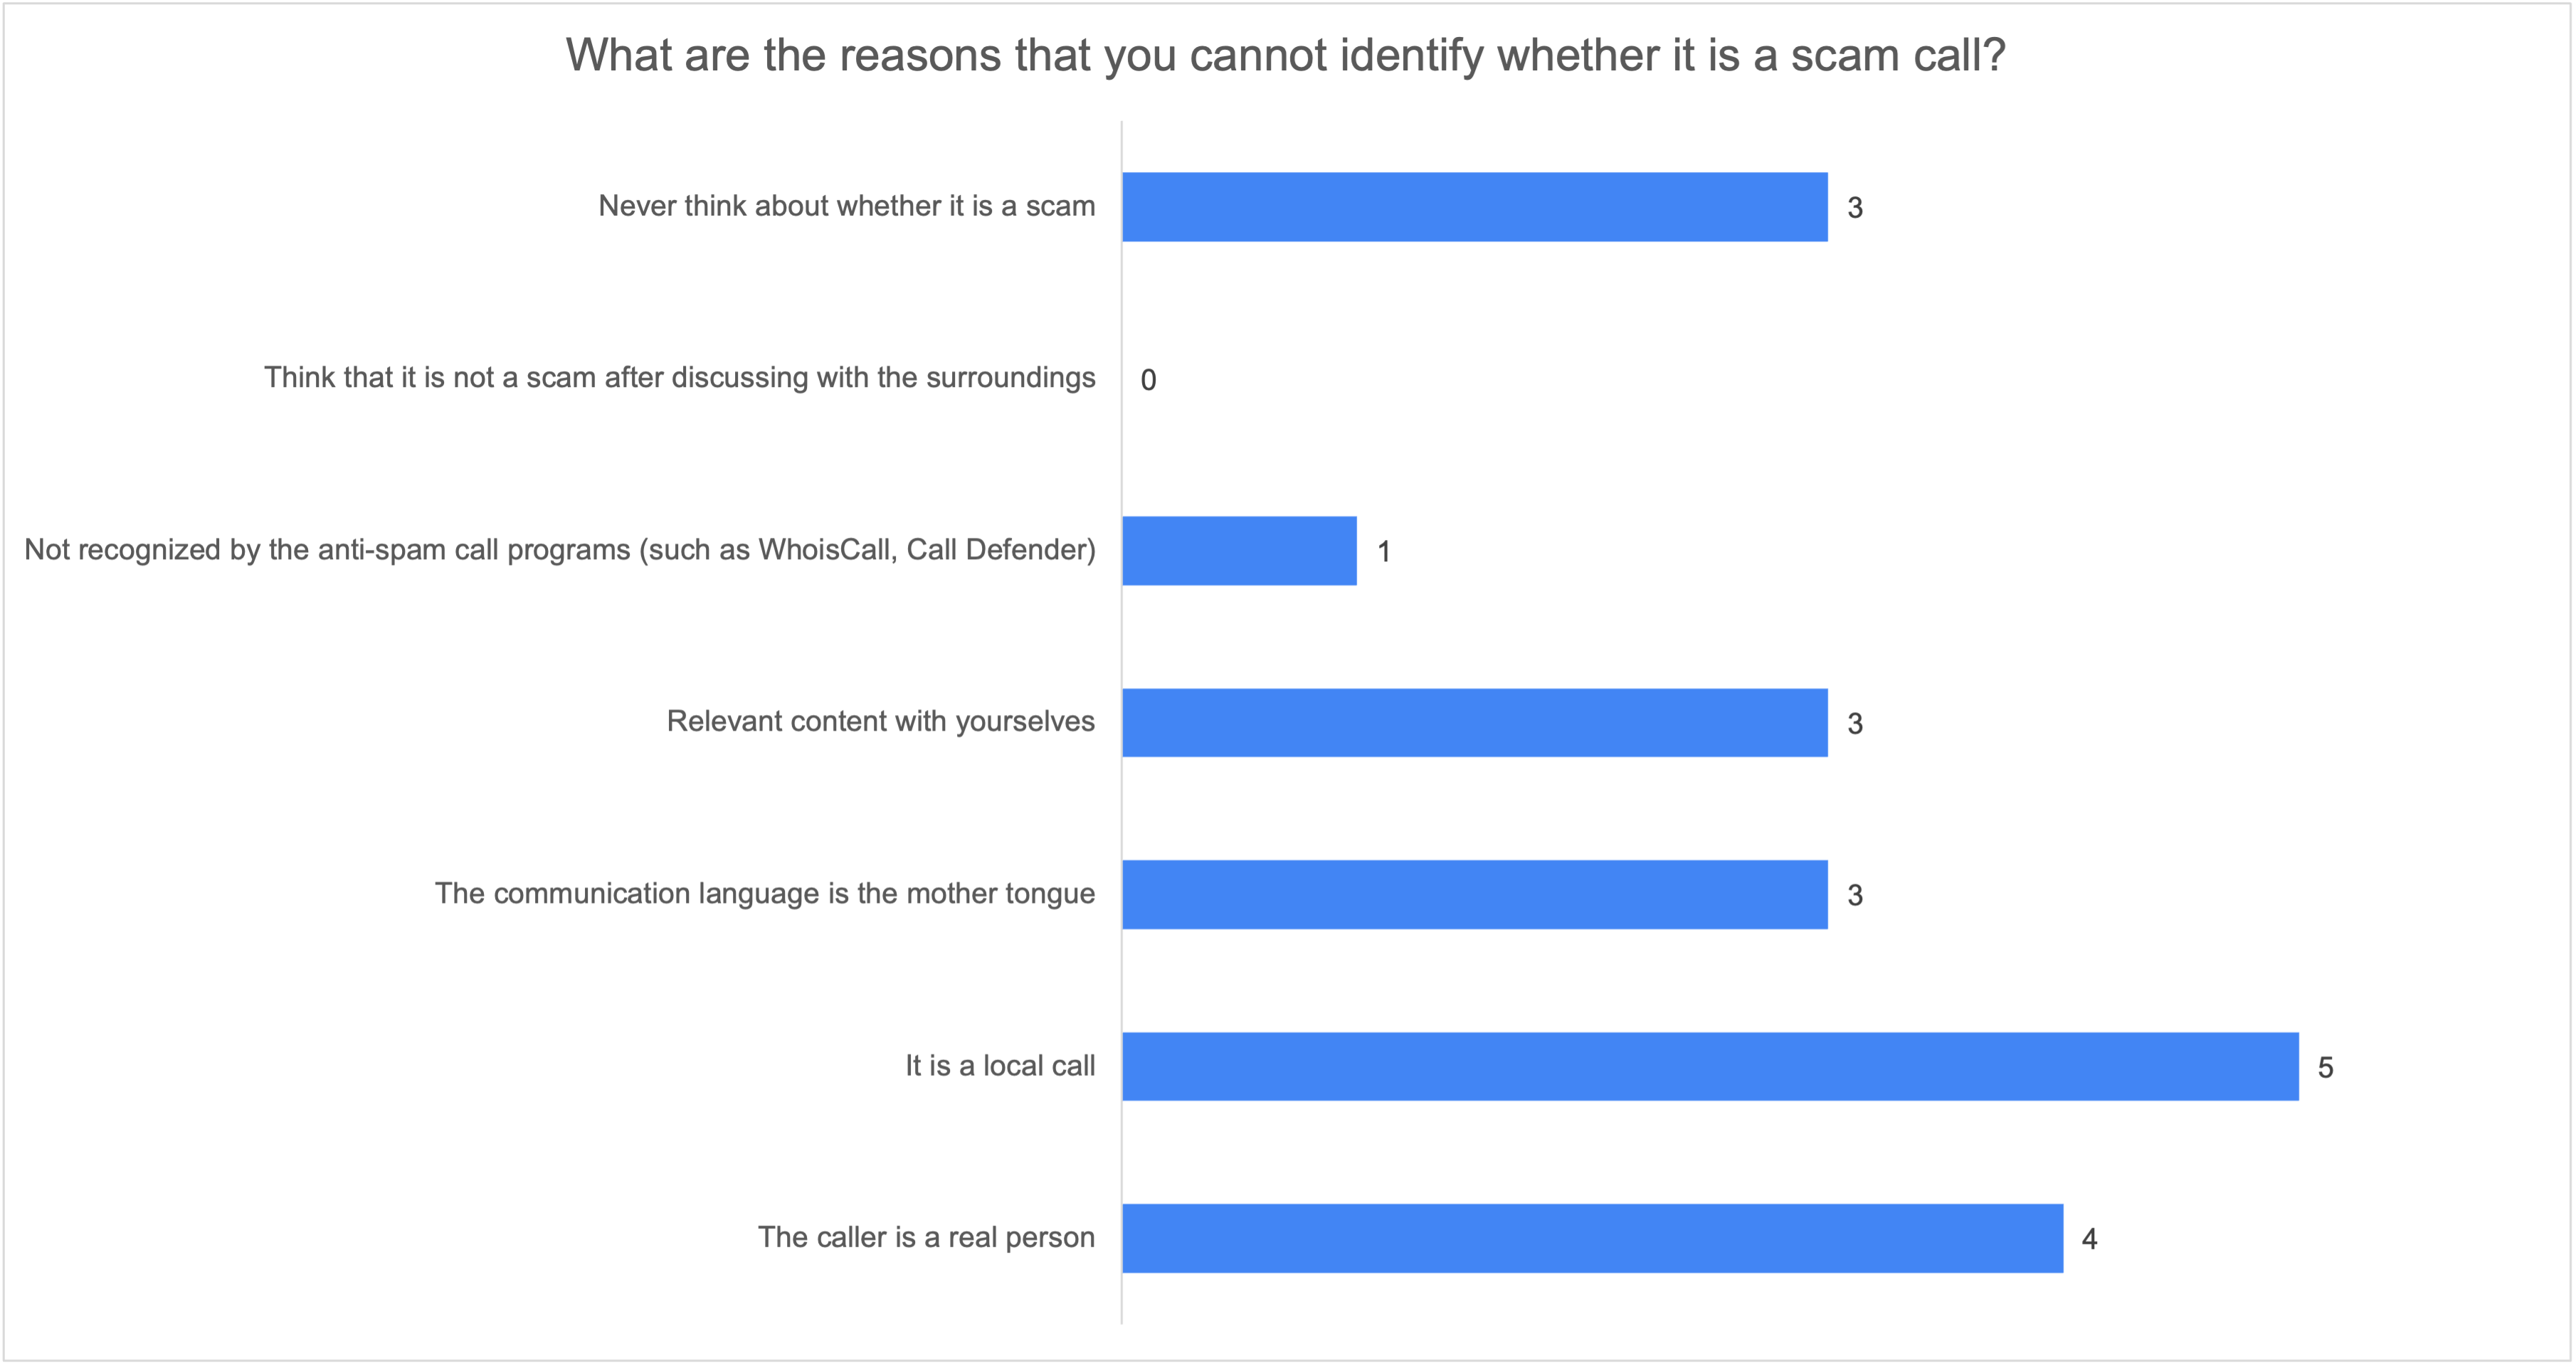 What are the reasons that you cannot identify whether it is a scam call?
Never think about whether it is a scam
3
Think that it is not a scam after discussing with the surroundings
0
Not recognized by the anti-spam call programs (such as WhoisCall, Call Defender)
1
Relevant content with yourselves
3
The communication language is the mother tongue
3
It is a local call
5
The caller is a real person
4